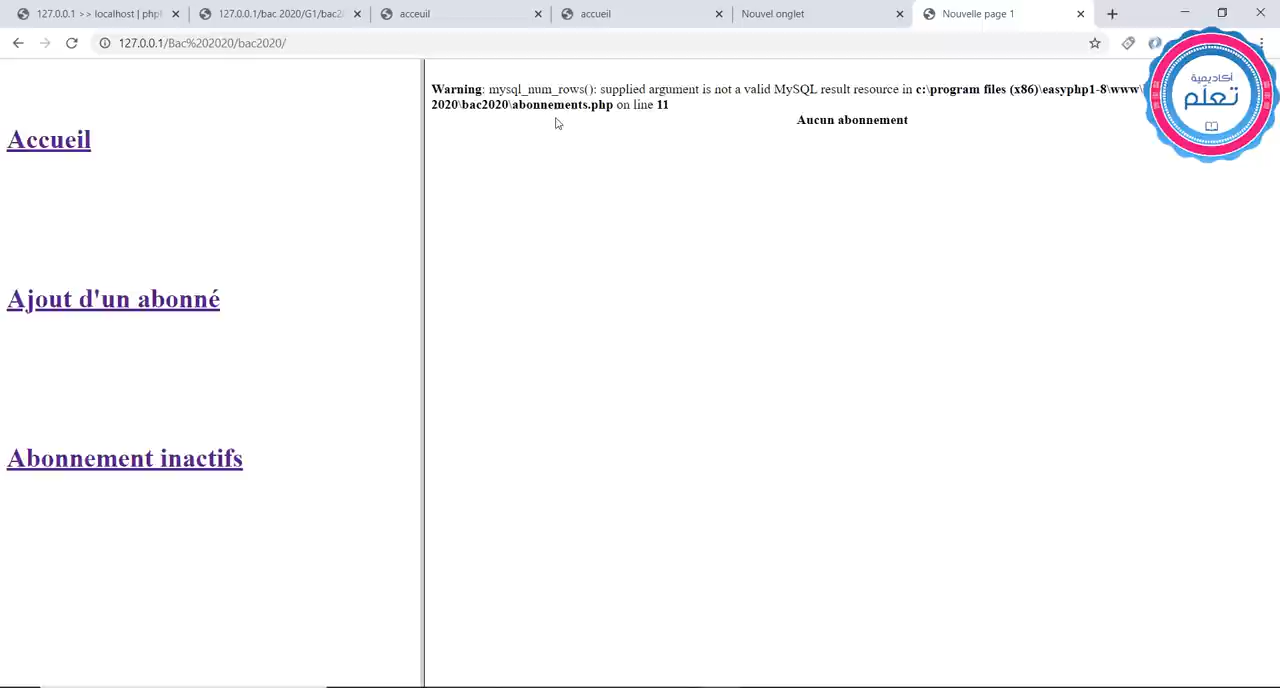 127.0.0.1 >> localhost | php
127.0.0.1/bac 2020/G1/bac2
acceuil
accueil
Nouvel onglet
Nouvelle page 1
127.0.0.1/Bac%202020/bac2020/
أكاديمية
تعلم
Warning: mysql_num_rows(): supplied argument is not a valid MySQL result resource in c:\program files (x86)\easyphp1-8\www\
2020\bac2020\abonnements.php on line 11
Aucun abonnement
Accueil
Ajout d'un abonné
Abonnement inactifs